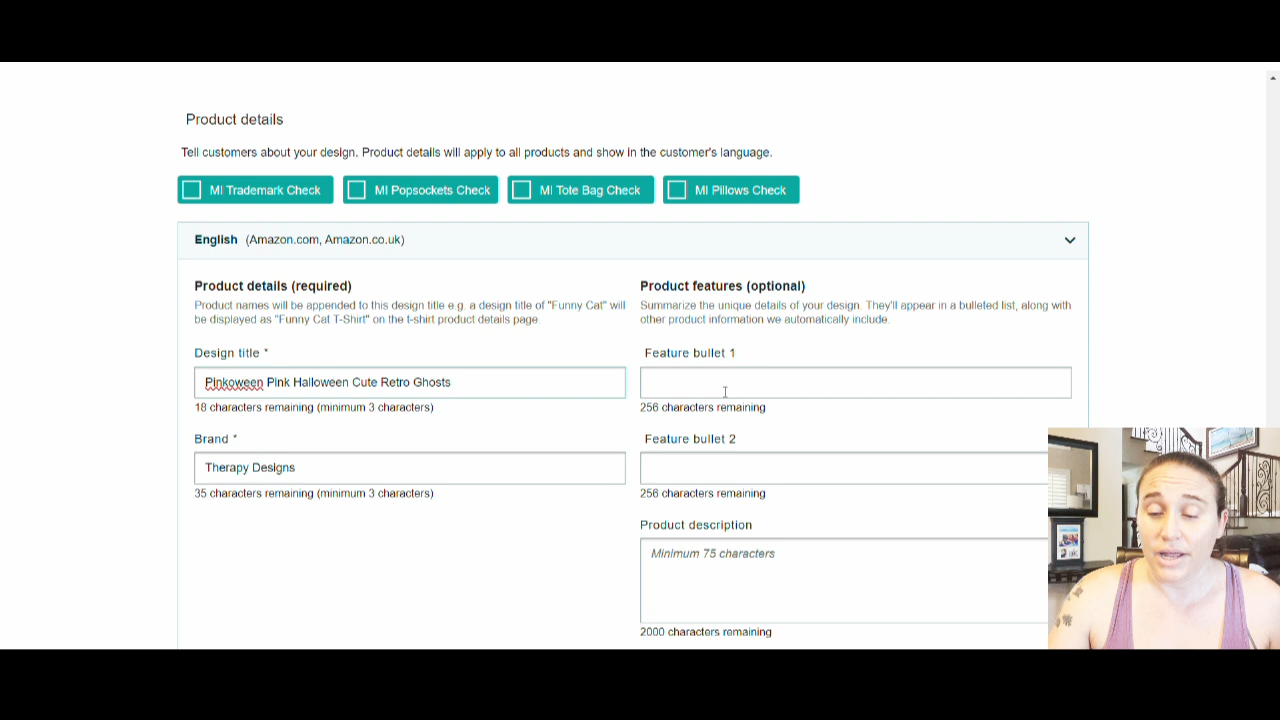 Product details
Tell customers about your design. Product details will apply to all products and show in the customer's language.
MI Trademark Check
MI Popsockets Check
MI Tote Bag Check
MI Pillows Check
English (Amazon.com, Amazon.co.uk)
Product details (required)
Product names will be appended to this design title e.g. a design title of "Funny Cat" will
be displayed as "Funny Cat T-Shirt" on the t-shirt product details page.
Design title *
Pinkoween Pink Halloween Cute Retro Ghosts
18 characters remaining (minimum 3 characters)
Brand *
Therapy Designs
35 characters remaining (minimum 3 characters)
Product features (optional)
Summarize the unique details of your design. They'll appear in a bulleted list, along with
other product information we automatically include.
Feature bullet 1
256 characters remaining
Feature bullet 2
256 characters remaining
Product description
Minimum 75 characters
2000 characters remaining